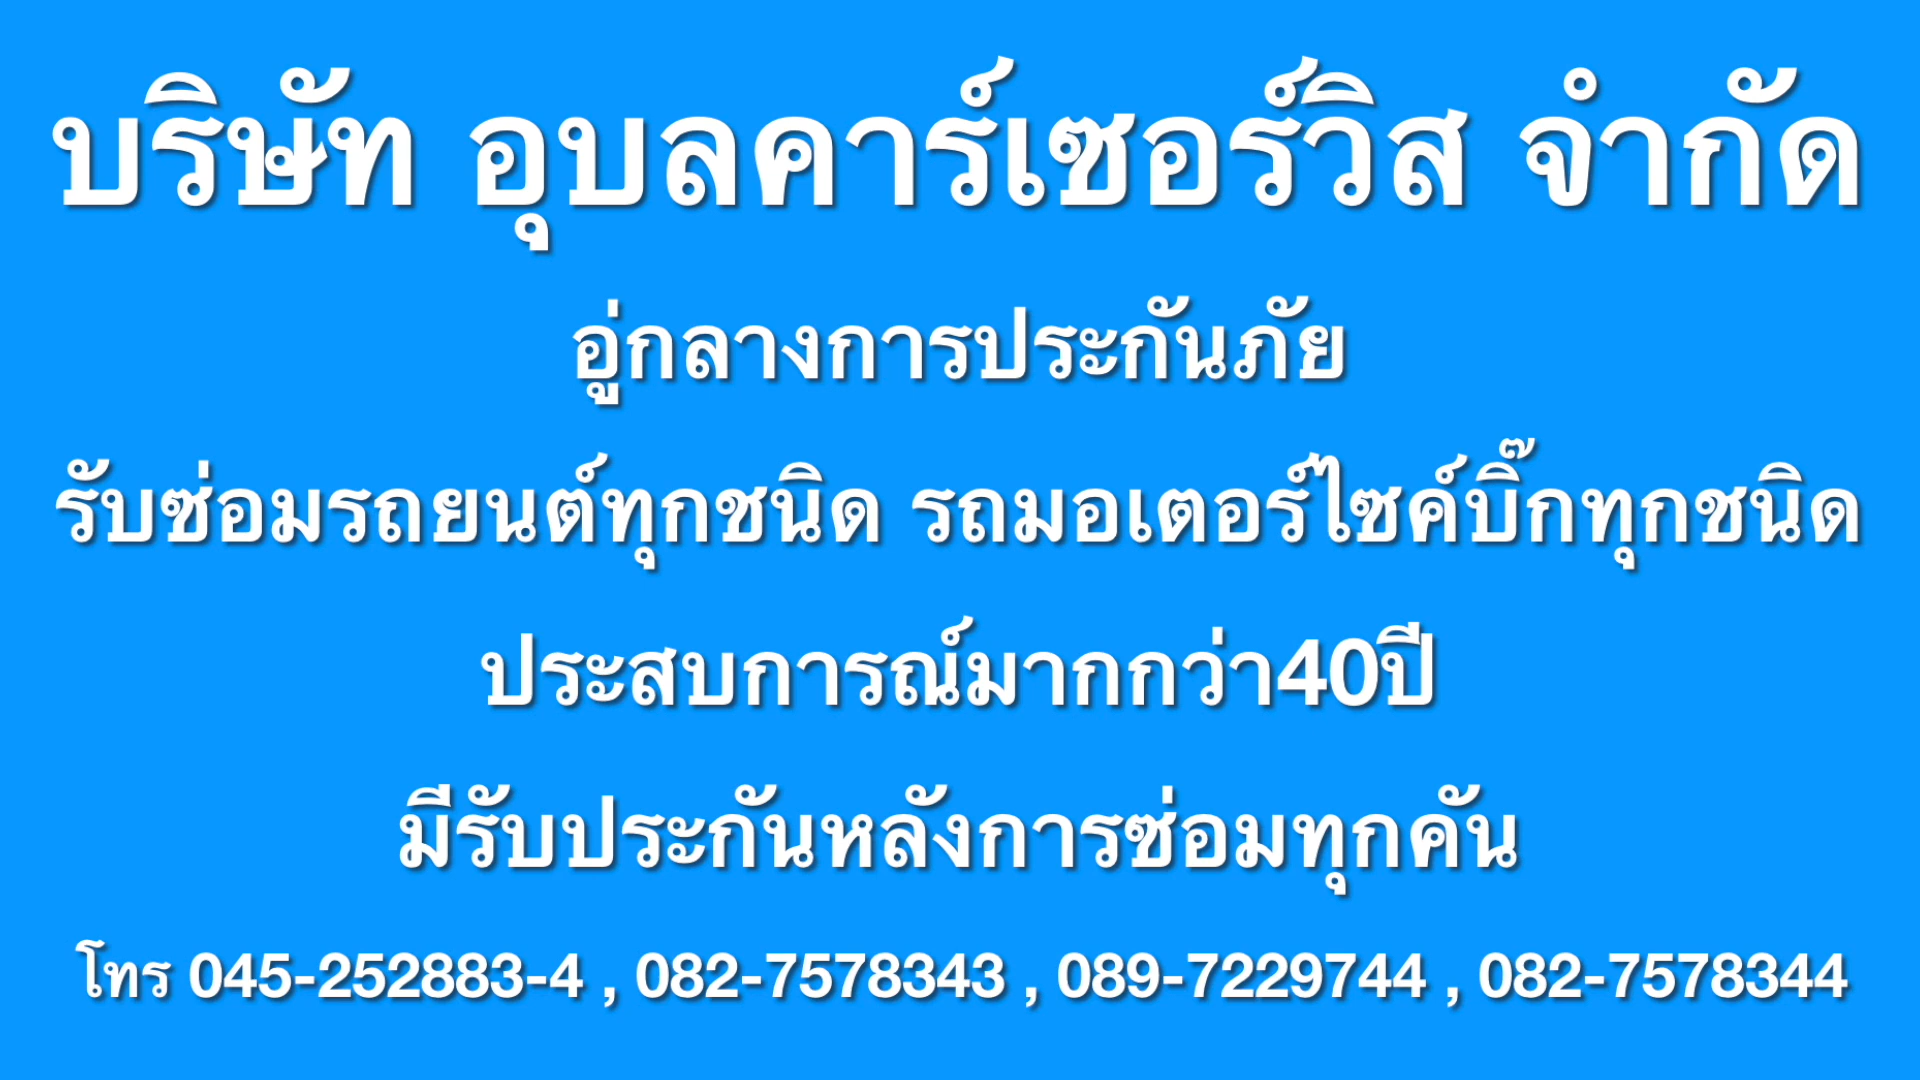 บริษัท อุบลคาร์เซอร์วิส จำกัด
อู่กลางการประกันภัย
รับซ่อมรถยนต์ทุกชนิด รถมอเตอร์ไซค์บิ๊กทุกชนิด
ประสบการณ์มากกว่า40ปี
มีรับประกันหลังการซ่อมทุกคัน
โทร 045-252883-4 , 082-7578343 , 089-7229744 , 082-7578344